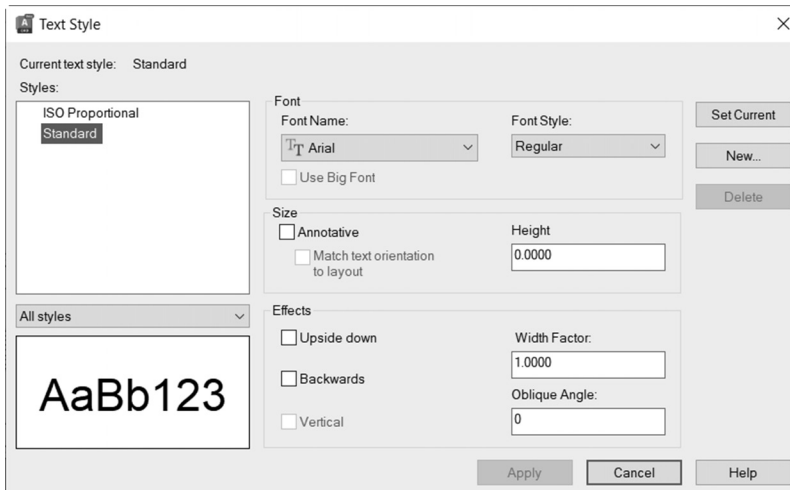 Text Style
Current text style: Standard
Styles:
ISO Proportional
Standard
All styles
AaBb123
Font
Font Name:
Arial
Use Big Font
Font Style:
Regular
Size
Annotative
Match text orientation
to layout
Height
0.0000
Effects
Upside down
Backwards
Vertical
Width Factor:
1.0000
Oblique Angle:
0
Set Current
New...
Delete
Apply
Cancel
Help